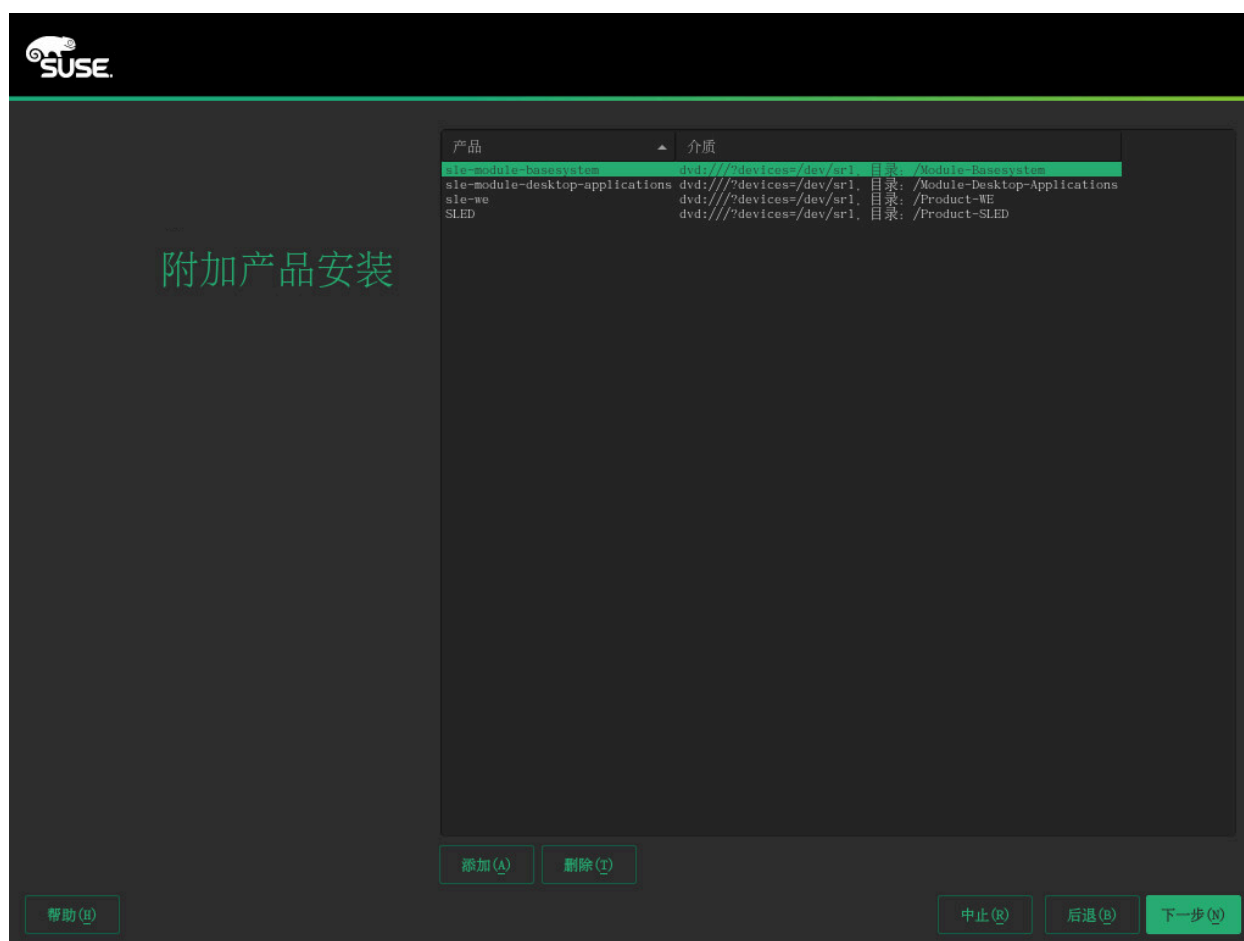 SUSE.
附加产品安装
产品 介质
sle-module-basesystem dvd:///?devices=/dev/sr1, 目录: /Module-Basesystem
sle-module-desktop-applications dvd:///?devices=/dev/sr1, 目录: /Module-Desktop-Applications
sle-we dvd:///?devices=/dev/sr1, 目录: /Product-WE
SLED dvd:///?devices=/dev/sr1, 目录: /Product-SLED
添加(A) 删除(T)
帮助(H) 中止(R) 后退(B) 下一步(N)